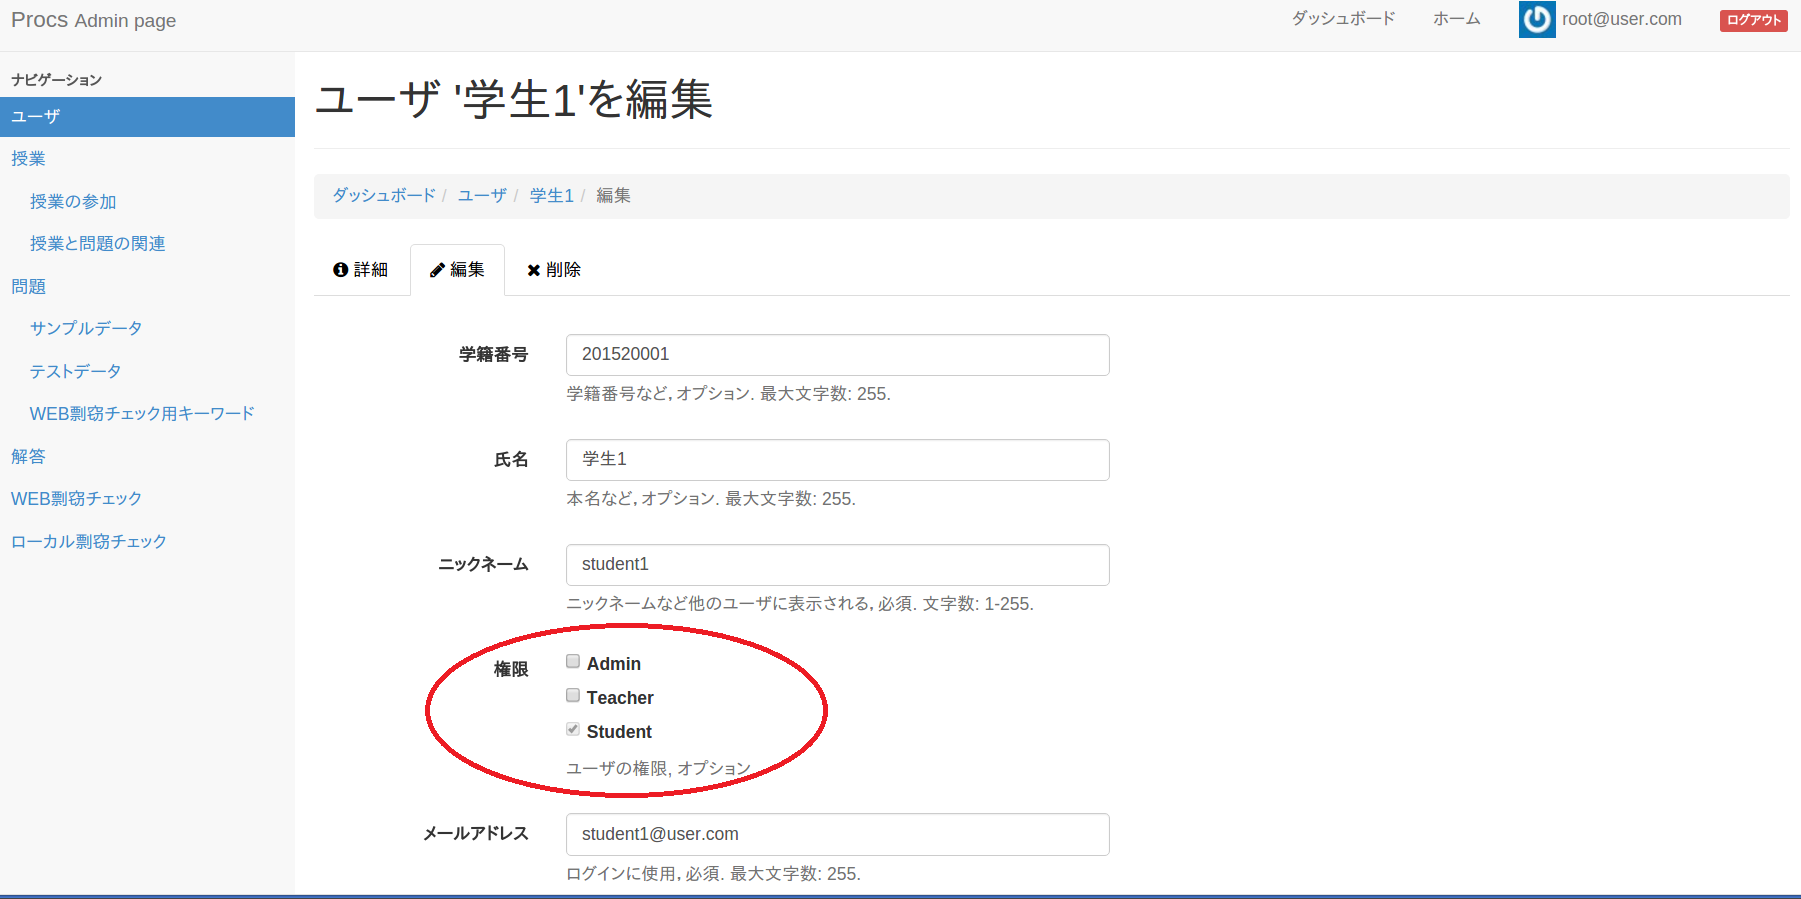 Procs Admin page
ダッシュボード ホーム root@user.com ログアウト
ナビゲーション
ユーザ
授業
授業の参加
授業と問題の関連
問題
サンプルデータ
テストデータ
WEB剽窃チェック用キーワード
解答
WEB剽窃チェック
ローカル剽窃チェック
ユーザ '学生1'を編集
ダッシュボード / ユーザ / 学生1 / 編集
詳細 編集 削除
学籍番号 201520001
学籍番号など, オプション. 最大文字数: 255.
氏名 学生1
本名など, オプション. 最大文字数: 255.
ニックネーム student1
ニックネームなど他のユーザに表示される, 必須. 文字数: 1-255.
権限 Admin
Teacher
Student
ユーザの権限, オプション
メールアドレス student1@user.com
ログインに使用, 必須. 最大文字数: 255.